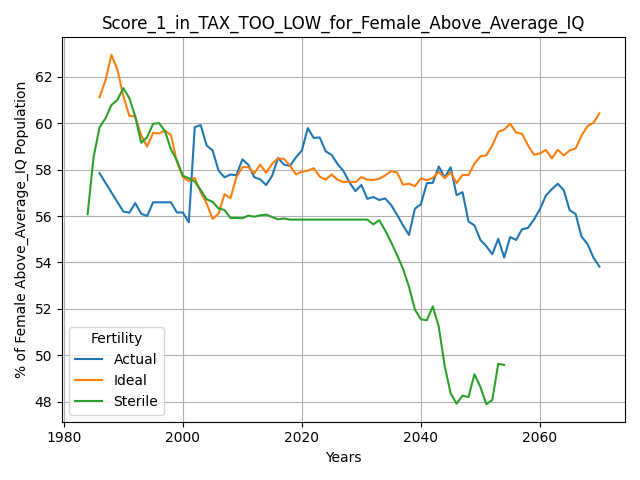 Score_1_in_TAX_TOO_LOW_for_Female_Above_Average_IQ
% of Female Above_Average_IQ Population
62
60
58
56
54
52
50
48
Fertility
Actual
Ideal
Sterile
1980 2000 2020 2040 2060
Years